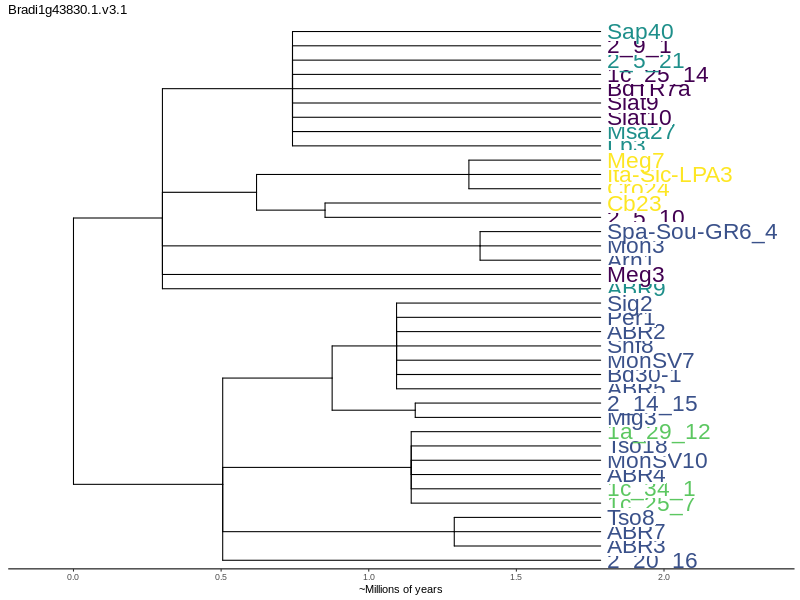 Bradi1g43830.1.v3.1
Sap40
2_9_1
2_5_21
1c_25_14
BdTR7a
Slat9
Slat10
Msa27
Lb3
Meg7
Ita-Sic-LPA3
Cro24
Cb23
2_5_10
Spa-Sou-GR6_4
Mon3
Arn1
Meg3
ABR9
Sig2
Per1
ABR2
Snf8
MonSV7
Bd30-1
ABR5
2_14_15
Mig3
1a_29_12
Tso18
MonSV10
ABR4
1c_34_1
1c_25_7
Tso8
ABR7
ABR3
2_20_16
0.0 0.5 1.0 1.5 2.0
~Millions of years